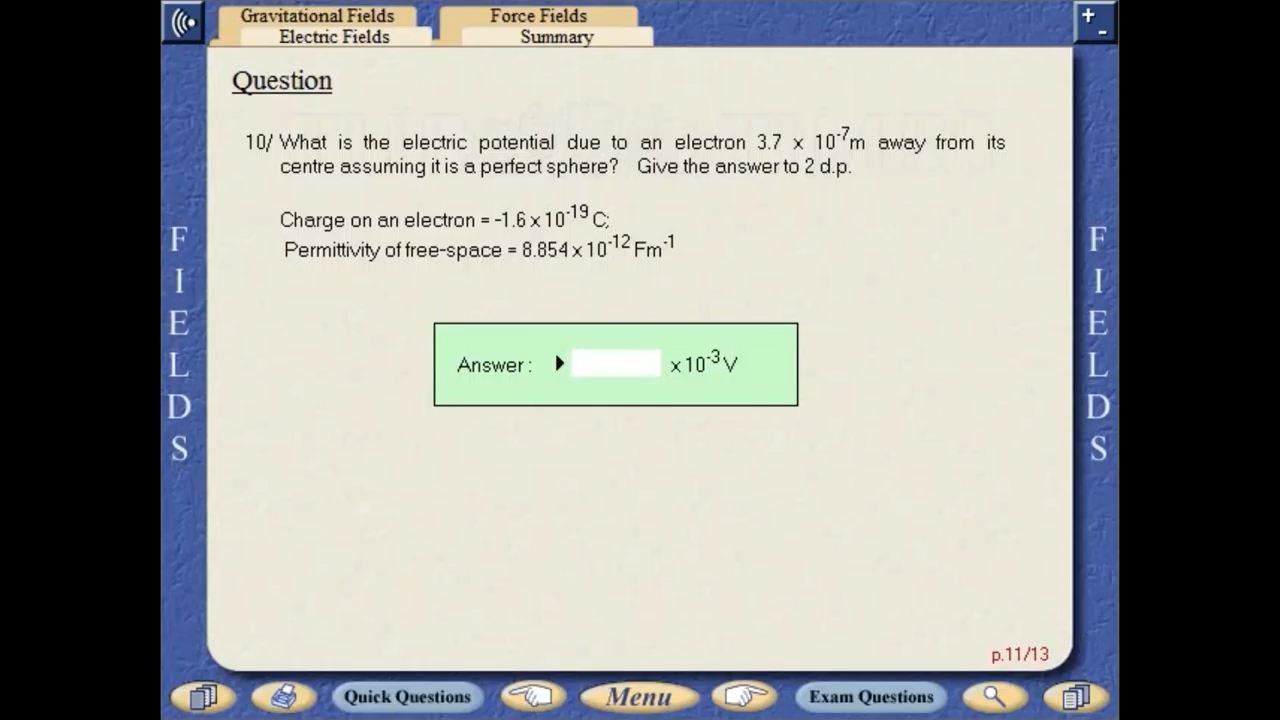 Gravitational Fields
Force Fields
Electric Fields
Summary
+
-
Question
10/ What is the electric potential due to an electron 3.7 x 10⁻⁷m away from its
centre assuming it is a perfect sphere? Give the answer to 2 d.p.
Charge on an electron = -1.6 x 10⁻¹⁹ C;
Permittivity of free-space = 8.854 x 10⁻¹² Fm⁻¹
Answer : x 10⁻³ V
FIELDS
FIELDS
p.11/13
Quick Questions
Menu
Exam Questions